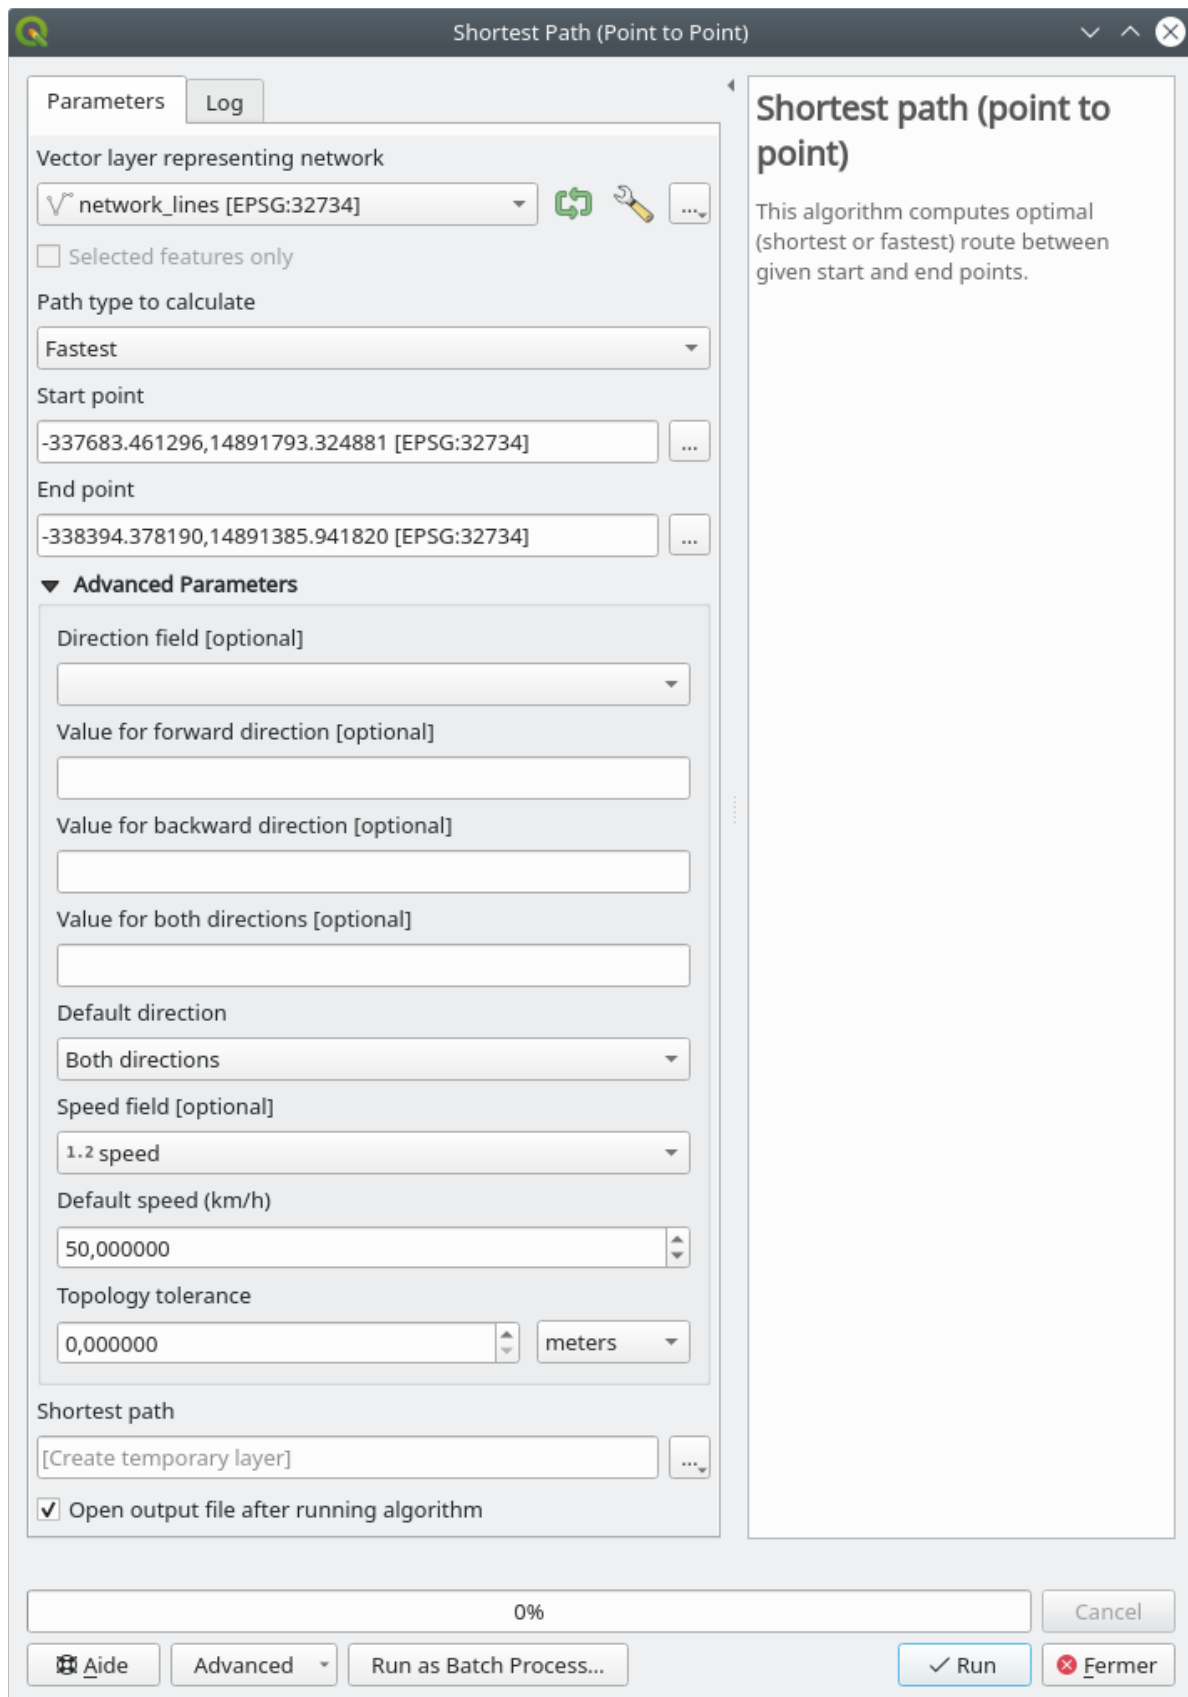 Shortest Path (Point to Point)
Parameters
Log
Vector layer representing network
network_lines [EPSG:32734]
...
Selected features only
Path type to calculate
Fastest
Start point
-337683.461296,14891793.324881 [EPSG:32734]
...
End point
-338394.378190,14891385.941820 [EPSG:32734]
...
Advanced Parameters
Direction field [optional]
Value for forward direction [optional]
Value for backward direction [optional]
Value for both directions [optional]
Default direction
Both directions
Speed field [optional]
1.2 speed
Default speed (km/h)
50,000000
Topology tolerance
0,000000
meters
Shortest path
[Create temporary layer]
...
Open output file after running algorithm
Shortest path (point to
point)
This algorithm computes optimal
(shortest or fastest) route between
given start and end points.
0%
Cancel
Aide
Advanced
Run as Batch Process...
Run
Fermer